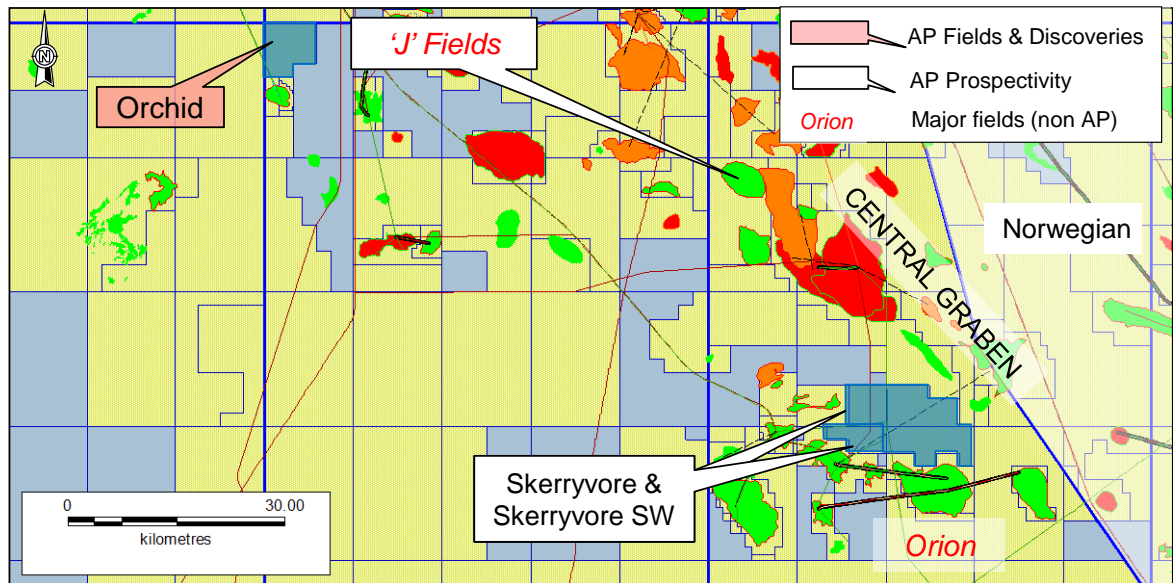 N
'J' Fields
AP Fields & Discoveries
AP Prospectivity
Orion
Major fields (non AP)
Orchid
CENTRAL GRABEN
Norwegian
Skerryvore &
Skerryvore SW
Orion
0 30.00
kilometres